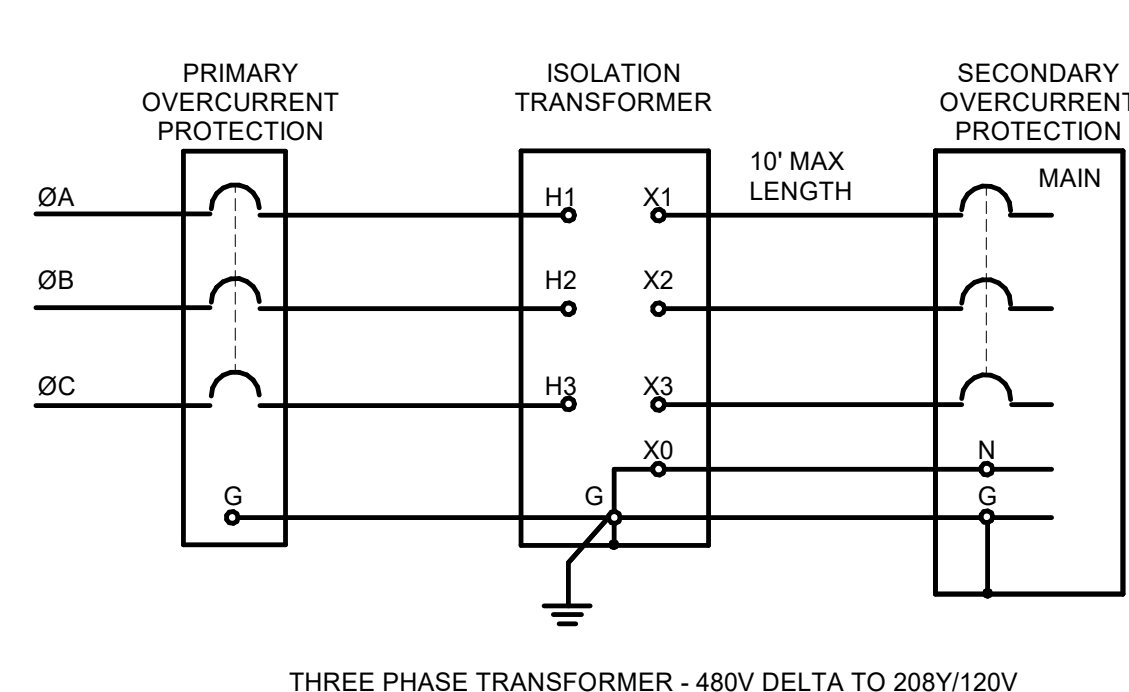 PRIMARY
OVERCURRENT
PROTECTION
ISOLATION
TRANSFORMER
SECONDARY
OVERCURRENT
PROTECTION
10' MAX
LENGTH
MAIN
ØA
H1
X1
ØB
H2
X2
ØC
H3
X3
X0
N
G
G
G
THREE PHASE TRANSFORMER - 480V DELTA TO 208Y/120V